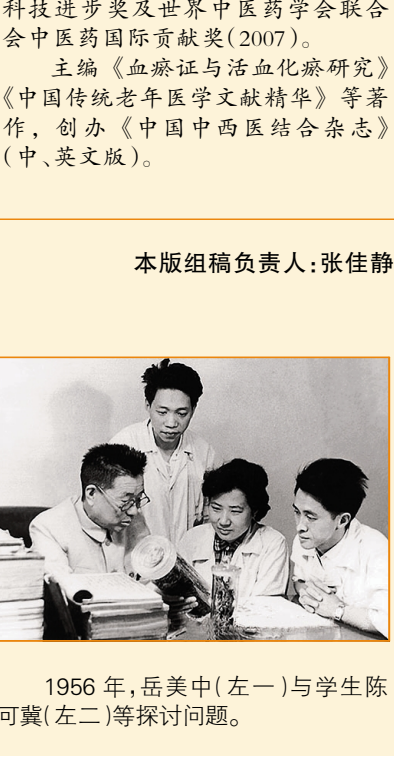 科技进步奖及世界中医药学会联合
会中医药国际贡献奖(2007)。
主编《血瘀证与活血化瘀研究》
《中国传统老年医学文献精华》等著
作，创办《中国中西医结合杂志》
(中、英文版)。
本版组稿负责人:张佳静
1956 年,岳美中(左一)与学生陈
可冀(左二)等探讨问题。